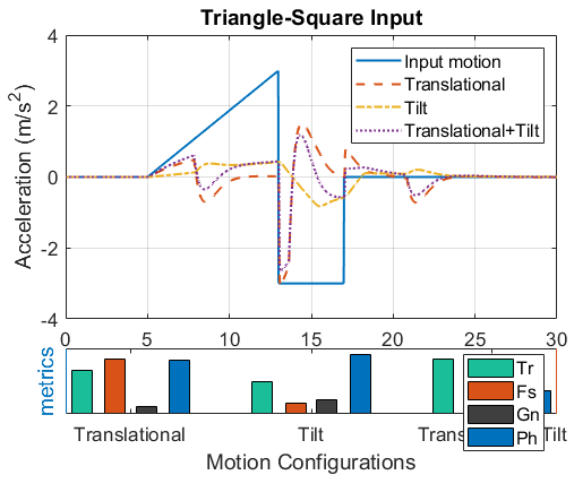 Triangle-Square Input
Acceleration (m/s²)
4
2
0
-2
-4
Input motion
Translational
Tilt
Translational+Tilt
0 5 10 15 20 25 30
metrics
Tr
Fs
Gn
Ph
Translational Tilt Trans Tilt
Motion Configurations